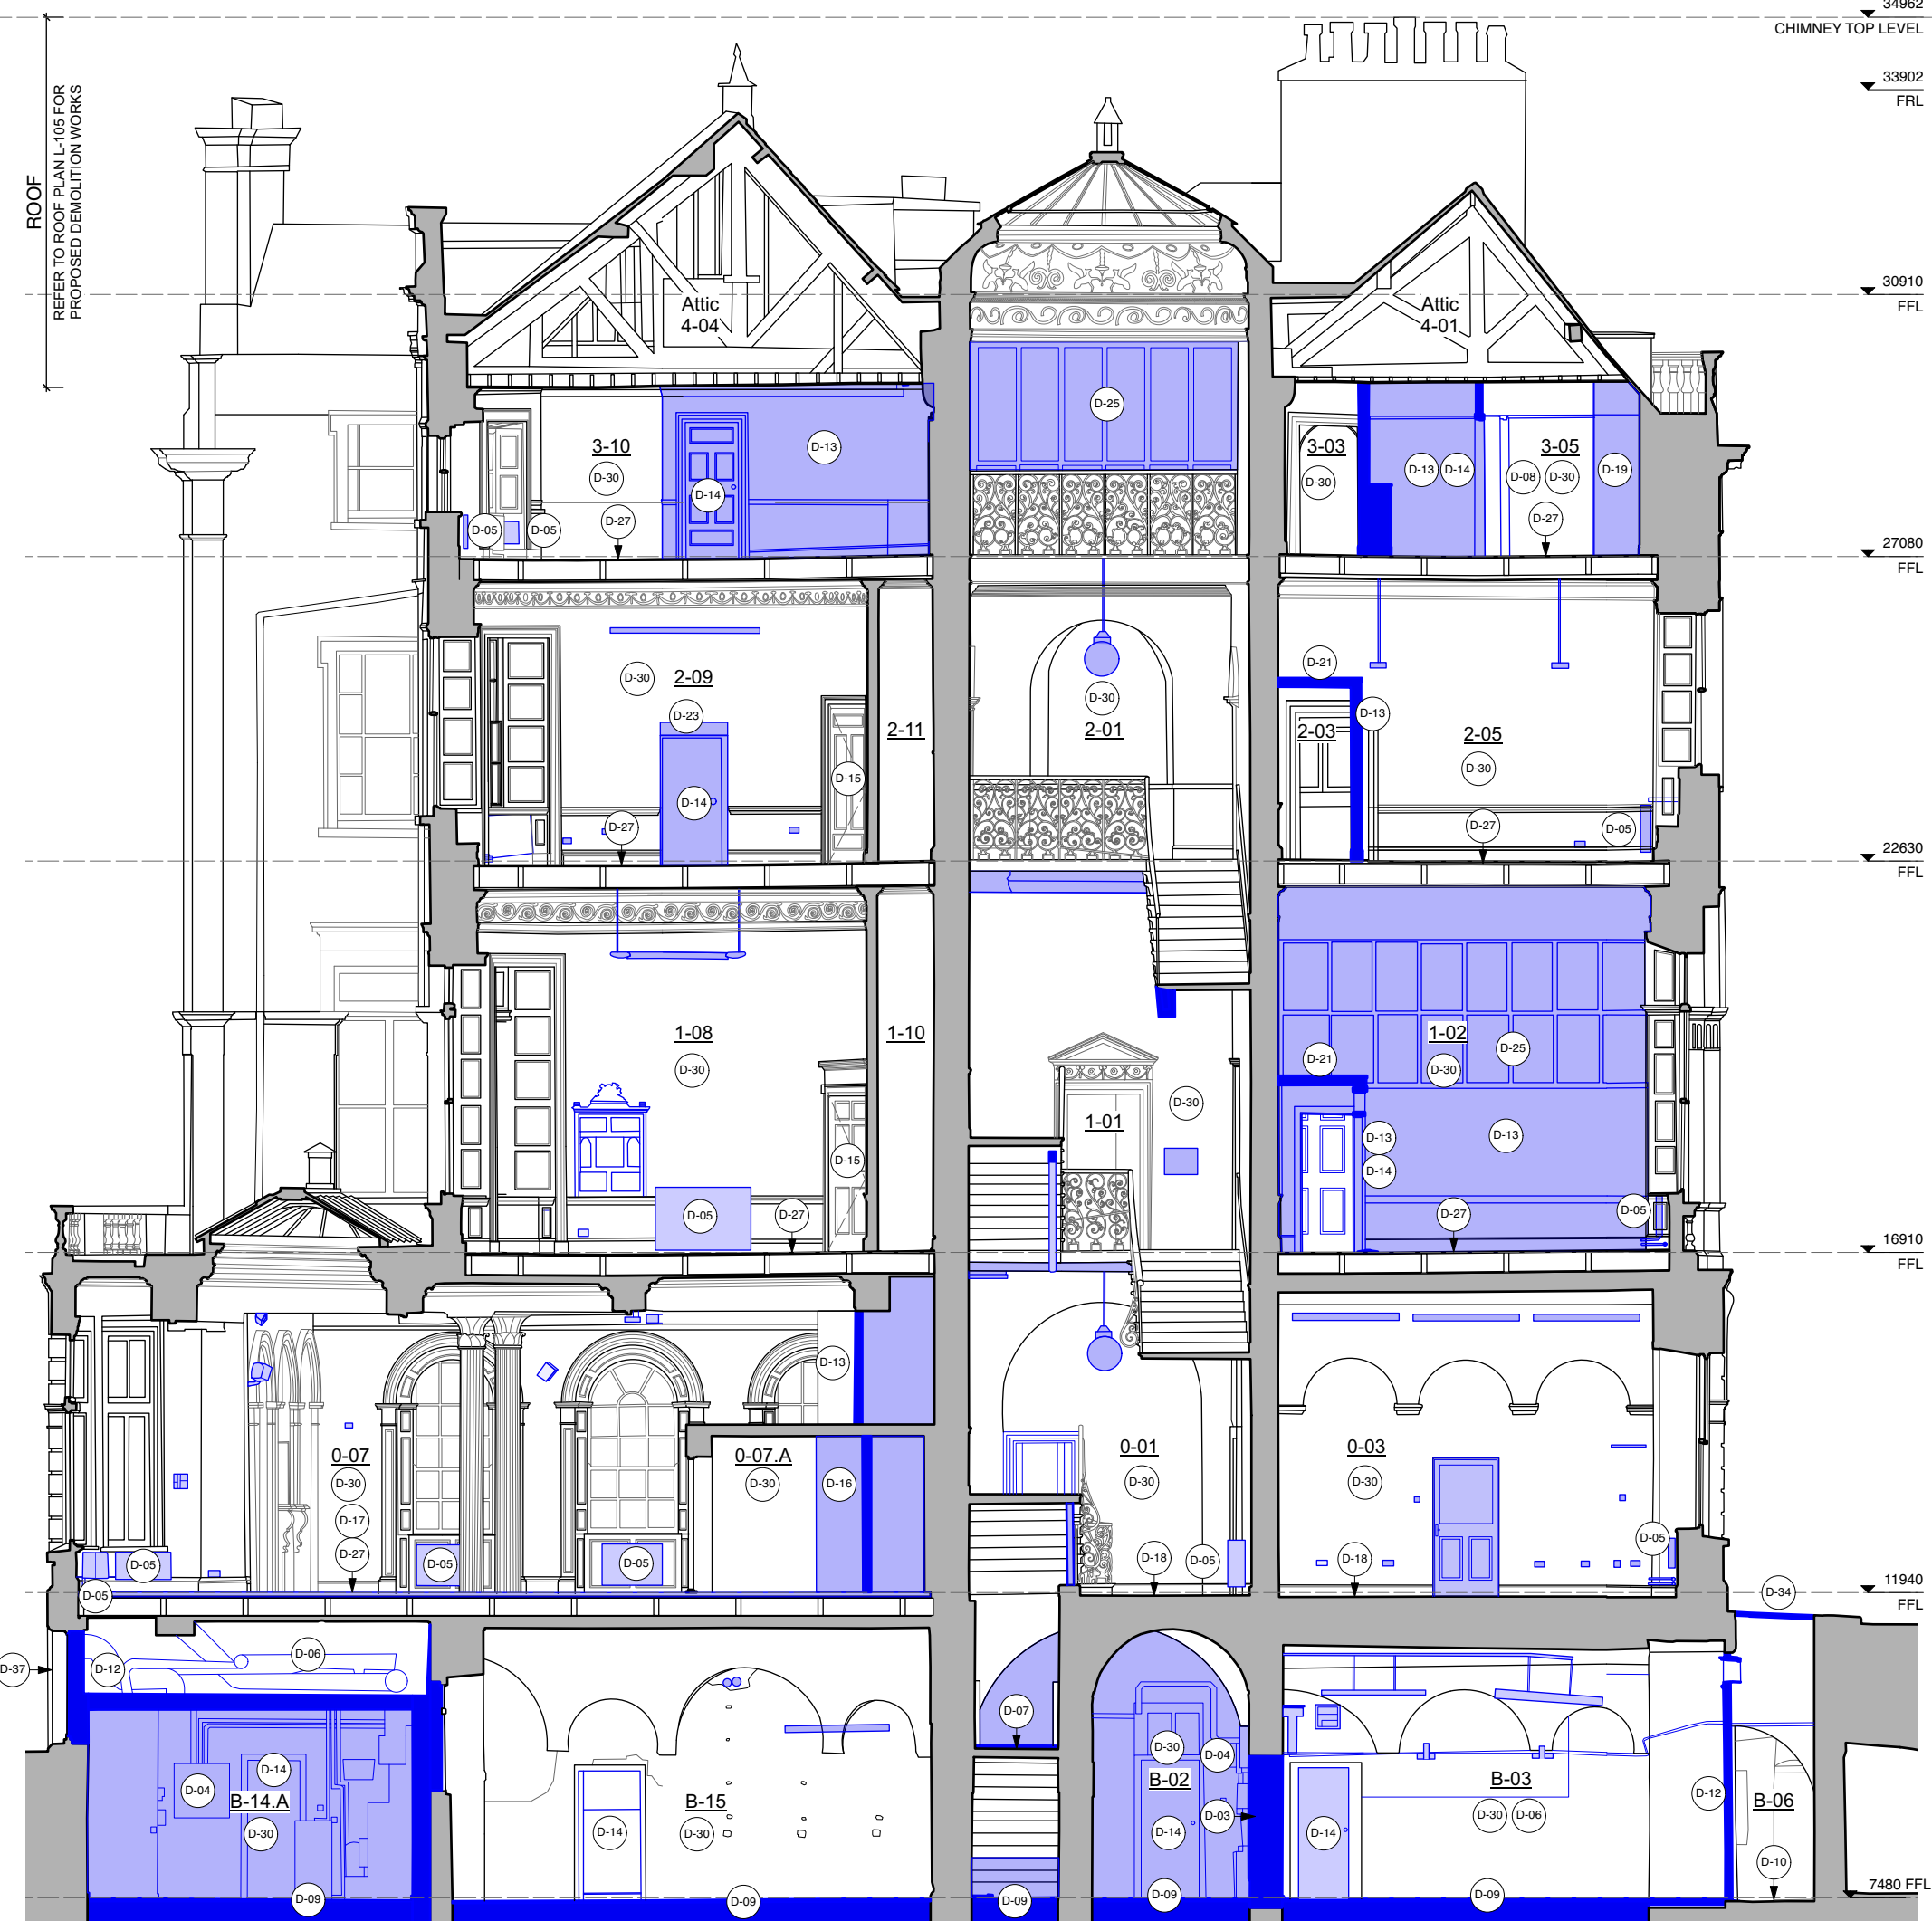 34962
CHIMNEY TOP LEVEL
33902
FRL
ROOF
REFER TO ROOF PLAN L-105 FOR
PROPOSED DEMOLITION WORKS
30910
FFL
Attic
4-04
Attic
4-01
D-25
3-10
D-30
D-13
D-14
D-05
D-05
D-27
3-03
D-30
D-13
D-14
3-05
D-08
D-30
D-19
D-27
27080
FFL
D-30
2-09
D-23
D-14
D-27
D-15
2-11
D-30
2-01
D-21
2-03
D-13
2-05
D-30
D-27
D-05
22630
FFL
1-08
D-30
D-05
D-27
D-15
1-10
1-01
D-30
D-21
1-02
D-30
D-25
D-13
D-14
D-13
D-27
D-05
16910
FFL
D-13
0-07
D-30
D-17
D-27
D-05
D-05
D-05
D-05
0-07.A
D-30
D-16
0-01
D-30
D-18
D-05
0-03
D-30
D-18
D-05
D-34
11940
FFL
D-37
D-12
D-06
D-04
D-14
B-14.A
D-30
D-09
B-15
D-14
D-30
D-09
D-07
D-09
D-30
D-04
B-02
D-03
D-14
D-09
B-03
D-30
D-06
D-14
D-09
D-12
B-06
D-10
7480 FFL